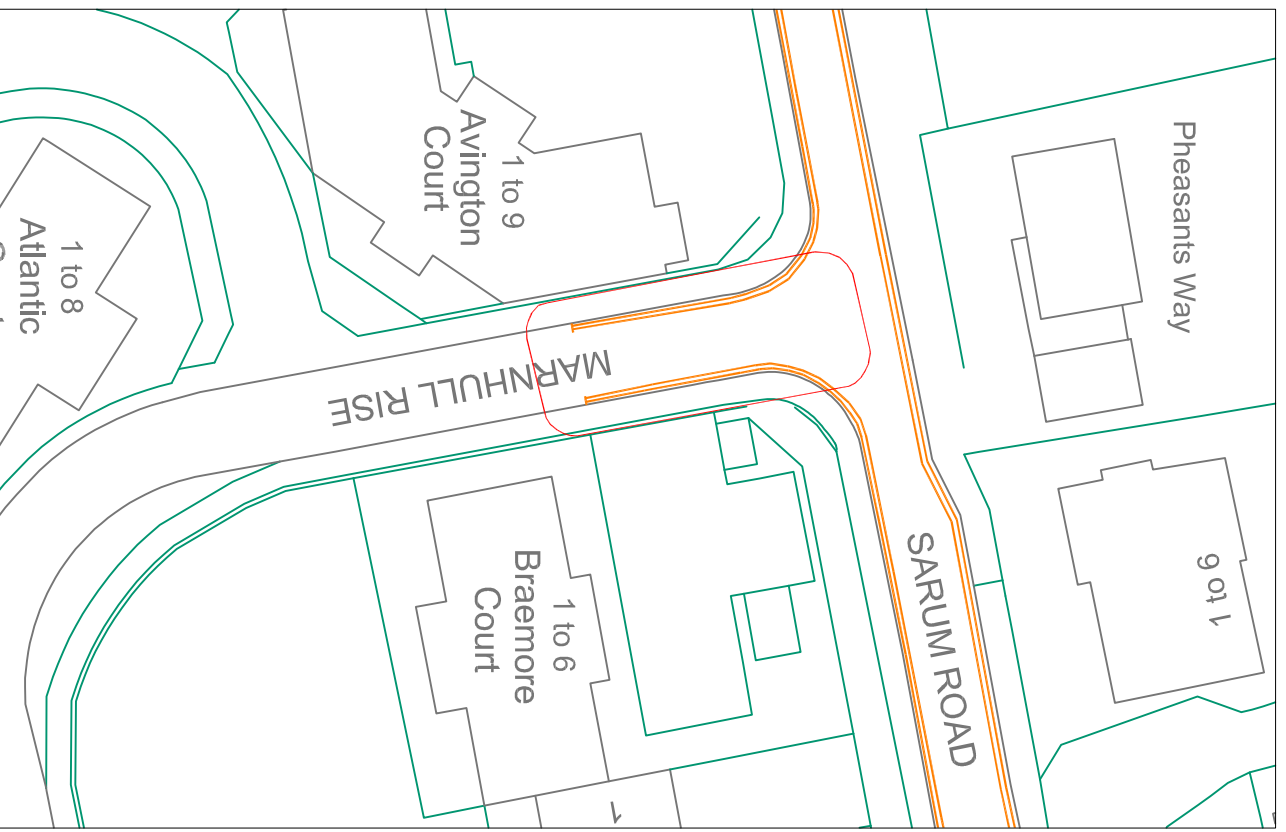 Pheasants Way
1 to 9
Avington
Court
1 to 8
Atlantic
MARNHULL RISE
SARUM ROAD
1 to 6
Braemore
Court
1 to 6
1